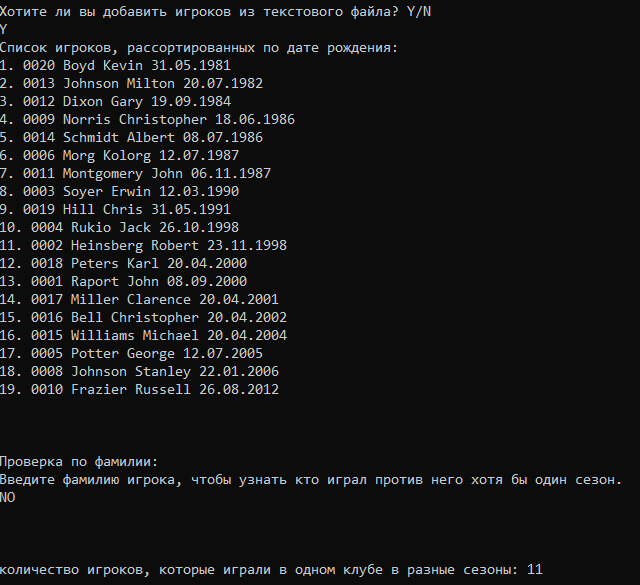 Хотите ли вы добавить игроков из текстового файла? Y/N
Y
Список игроков, рассортированных по дате рождения:
1. 0020 Boyd Kevin 31.05.1981
2. 0013 Johnson Milton 20.07.1982
3. 0012 Dixon Gary 19.09.1984
4. 0009 Norris Christopher 18.06.1986
5. 0014 Schmidt Albert 08.07.1986
6. 0006 Morg Kolorg 12.07.1987
7. 0011 Montgomery John 06.11.1987
8. 0003 Soyer Erwin 12.03.1990
9. 0019 Hill Chris 31.05.1991
10. 0004 Rukio Jack 26.10.1998
11. 0002 Heinsberg Robert 23.11.1998
12. 0018 Peters Karl 20.04.2000
13. 0001 Raport John 08.09.2000
14. 0017 Miller Clarence 20.04.2001
15. 0016 Bell Christopher 20.04.2002
16. 0015 Williams Michael 20.04.2004
17. 0005 Potter George 12.07.2005
18. 0008 Johnson Stanley 22.01.2006
19. 0010 Frazier Russell 26.08.2012
Проверка по фамилии:
Введите фамилию игрока, чтобы узнать кто играл против него хотя бы один сезон.
NO
количество игроков, которые играли в одном клубе в разные сезоны: 11